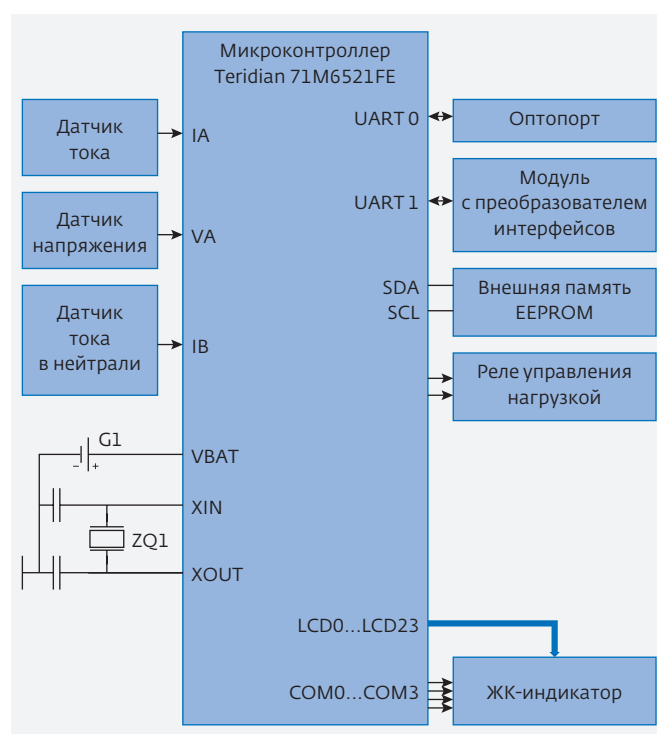 Микроконтроллер
Teridian 71M6521FE
Датчик
тока
IA
UART 0
Оптопорт
Датчик
напряжения
VA
UART 1
Модуль
с преобразователем
интерфейсов
Датчик
тока
в нейтрали
IB
SDA
SCL
Внешняя память
EEPROM
Реле управления
нагрузкой
G1
− +
VBAT
XIN
ZQ1
XOUT
LCD0...LCD23
COM0...COM3
ЖК-индикатор